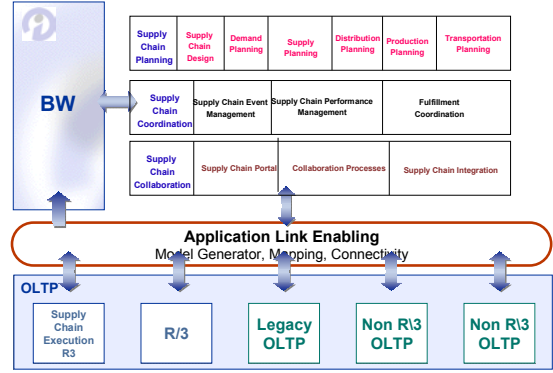 BW
Supply
Chain
Planning
Supply
Chain
Design
Demand
Planning
Supply
Planning
Distribution
Planning
Production
Planning
Transportation
Planning
Supply
Chain
Coordination
Supply Chain Event
Management
Supply Chain Performance
Management
Fulfillment
Coordination
Supply
Chain
Collaboration
Supply Chain Portal
Collaboration Processes
Supply Chain Integration
Application Link Enabling
Model Generator, Mapping, Connectivity
OLTP
Supply
Chain
Execution
R3
R/3
Legacy
OLTP
Non R\3
OLTP
Non R\3
OLTP